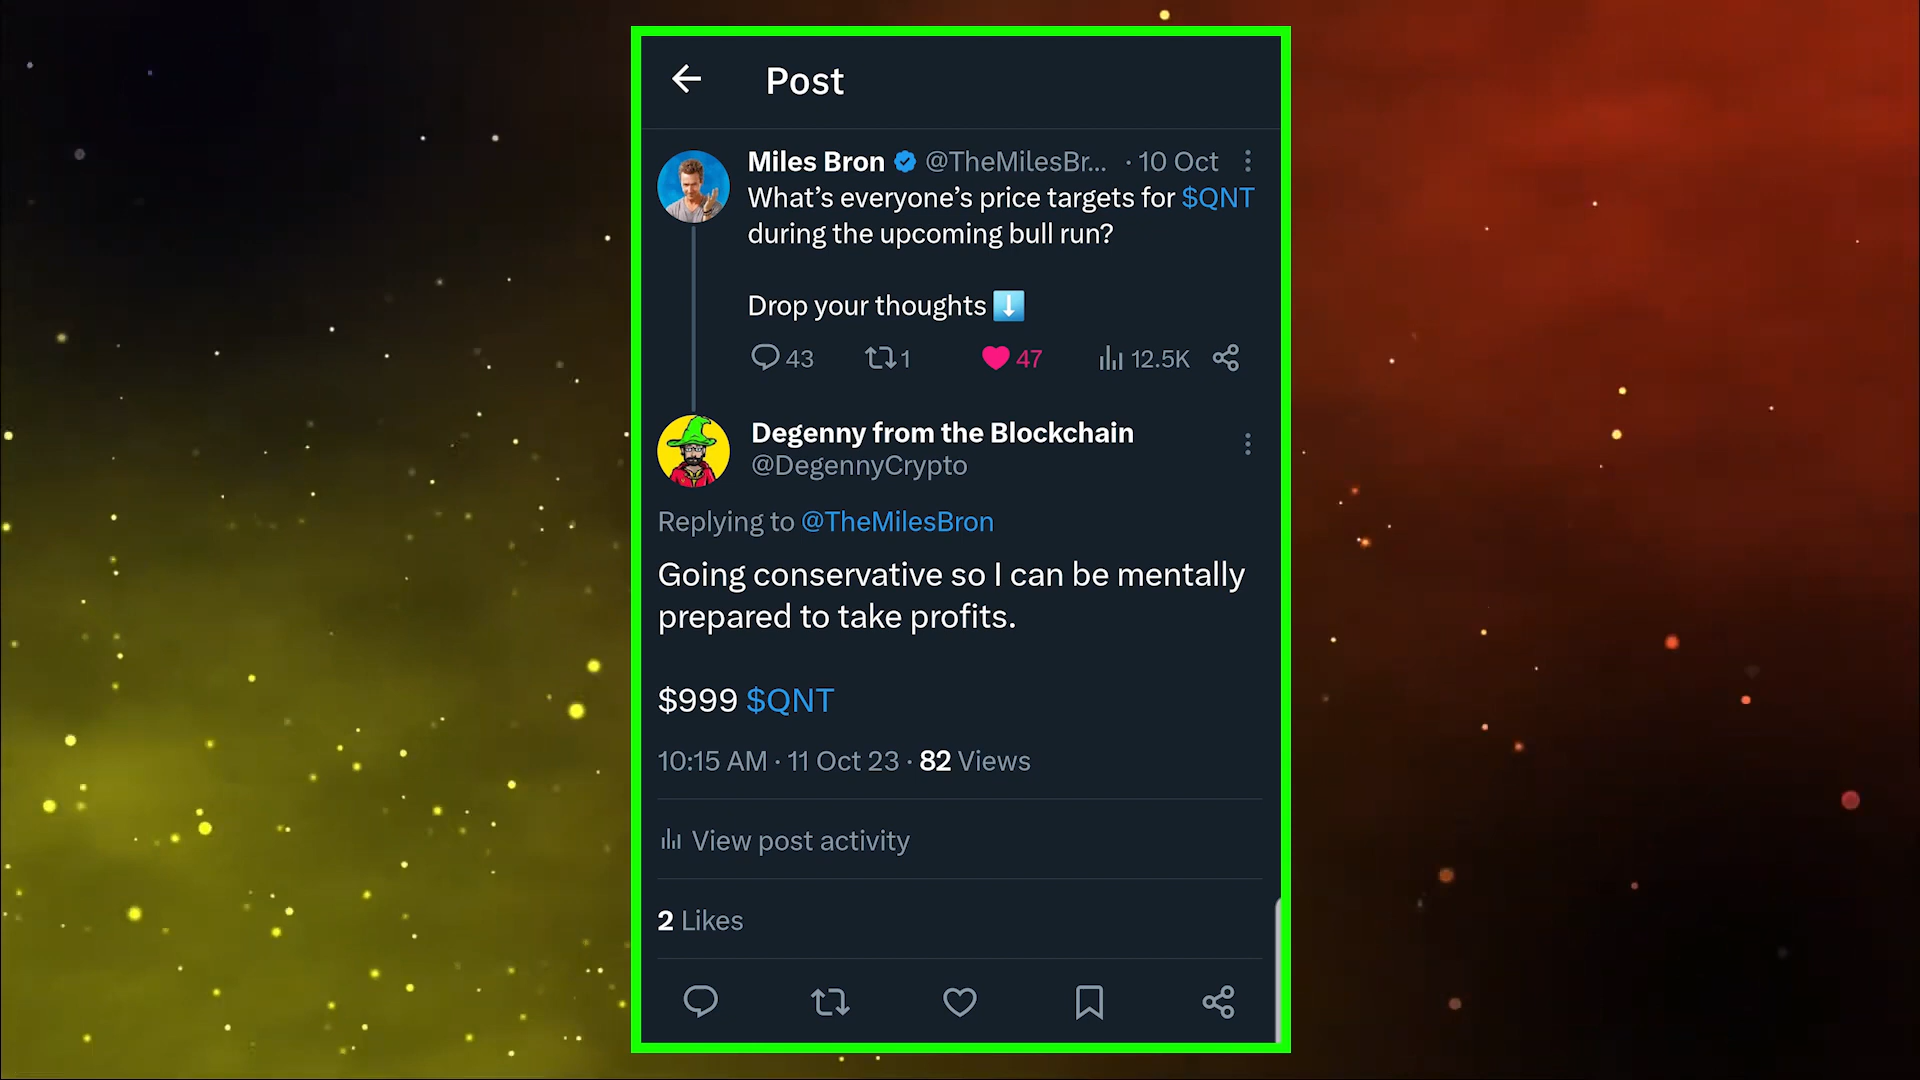 Post
Miles Bron @TheMilesBr... · 10 Oct
What’s everyone’s price targets for $QNT
during the upcoming bull run?
Drop your thoughts ⬇️
43 1 47 12.5K
Degenny from the Blockchain
@DegennyCrypto
Replying to @TheMilesBron
Going conservative so I can be mentally
prepared to take profits.
$999 $QNT
10:15 AM · 11 Oct 23 · 82 Views
View post activity
2 Likes